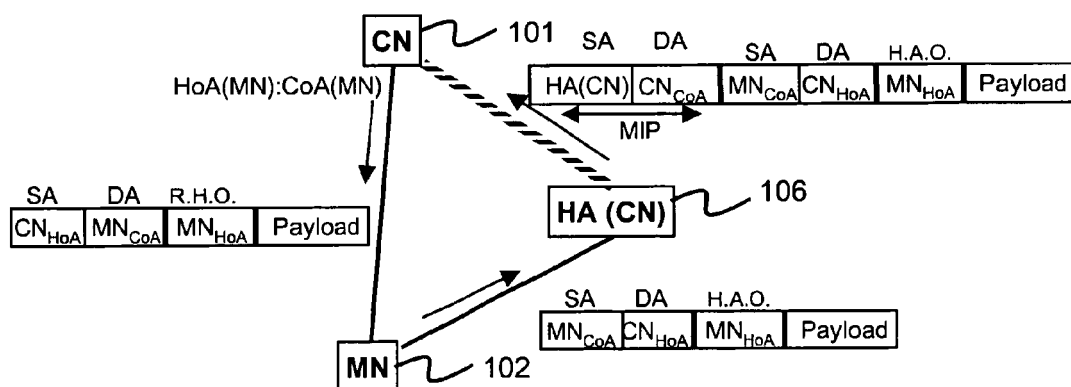 CN 101
SA DA SA DA H.A.O.
HA(CN) CN_CoA MN_CoA CN_HoA MN_HoA Payload
MIP
HoA(MN):CoA(MN)
SA DA R.H.O.
CN_HoA MN_CoA MN_HoA Payload
HA (CN) 106
SA DA H.A.O.
MN_CoA CN_HoA MN_HoA Payload
MN 102